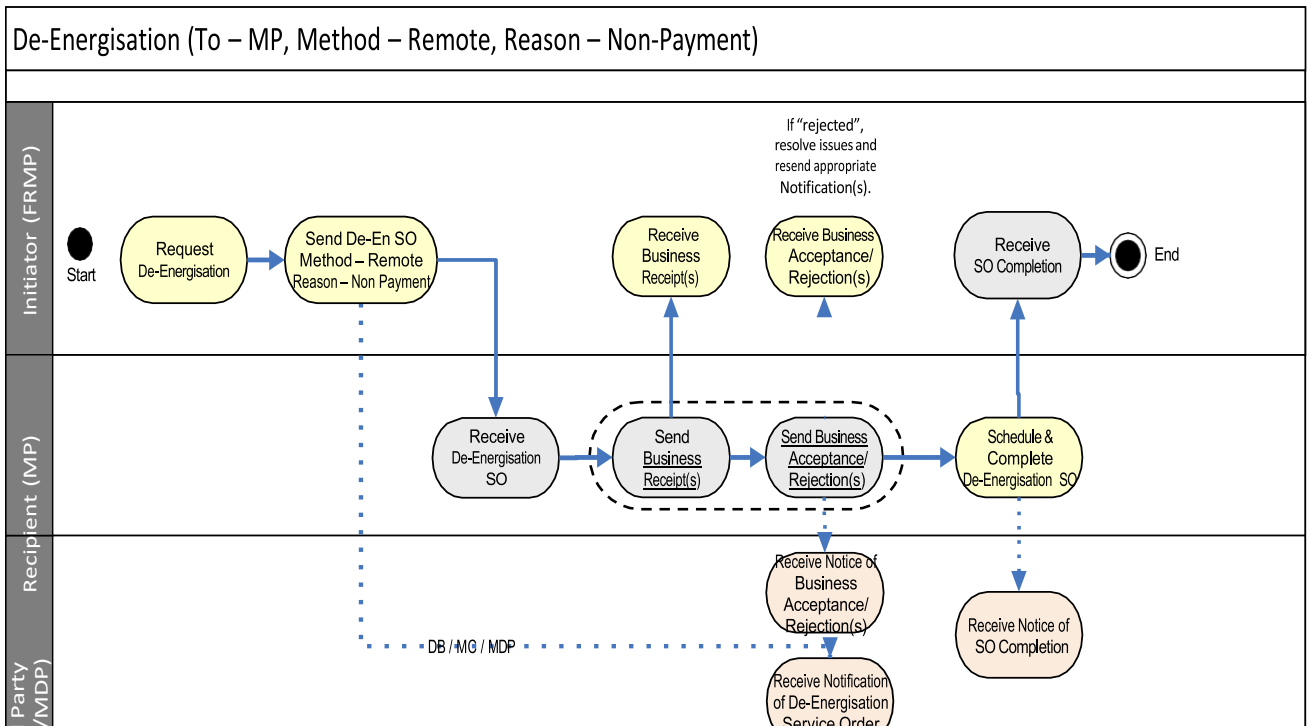 De-Energisation (To – MP, Method – Remote, Reason – Non-Payment)
Initiator (FRMP)
Start
Request
De-Energisation
Send De-En SO
Method – Remote
Reason – Non Payment
Receive
Business
Receipt(s)
If “rejected”,
resolve issues and
resend appropriate
Notification(s).
Receive Business
Acceptance/
Rejection(s)
Receive
SO Completion
End
Recipient (MP)
Receive
De-Energisation
SO
Send
Business
Receipt(s)
Send Business
Acceptance/
Rejection(s)
Schedule &
Complete
De-Energisation SO
Party
/MDP)
DB / MC / MDP
Receive Notice of
Business
Acceptance/
Rejection(s)
Receive Notification
of De-Energisation
Service Order
Receive Notice of
SO Completion